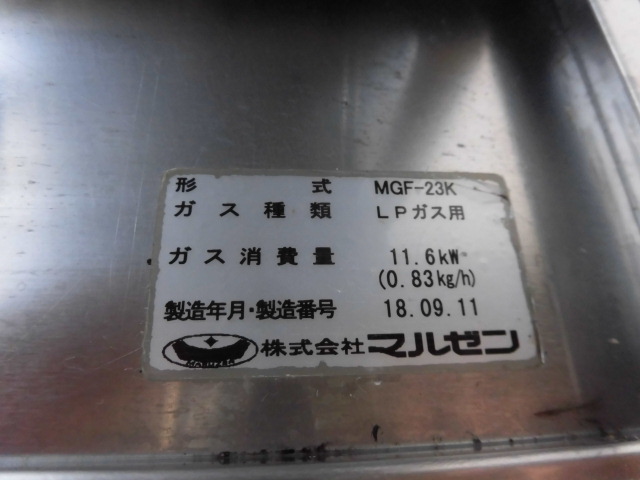 形式 MGF-23K
ガス種類 LPガス用
ガス消費量 11.6kW
(0.83kg/h)
製造年月・製造番号 18.09.11
MARUZEN 株式会社マルゼン